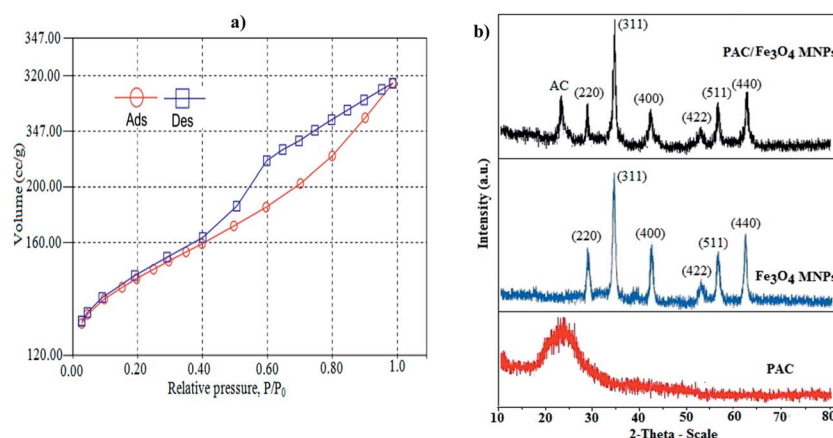 a)
347.00
320.00
347.00
200.00
160.00
120.00
Volume (cc/g)
Ads Des
0.00 0.20 0.40 0.60 0.80 1.0
Relative pressure, P/P₀
b)
Intensity (a.u.)
(311)
PAC/Fe₃O₄ MNPs
AC (220) (400) (422) (511) (440)
(311)
(220) (400) (422) (511) (440)
Fe₃O₄ MNPs
PAC
10 20 30 40 50 60 70 80
2-Theta - Scale